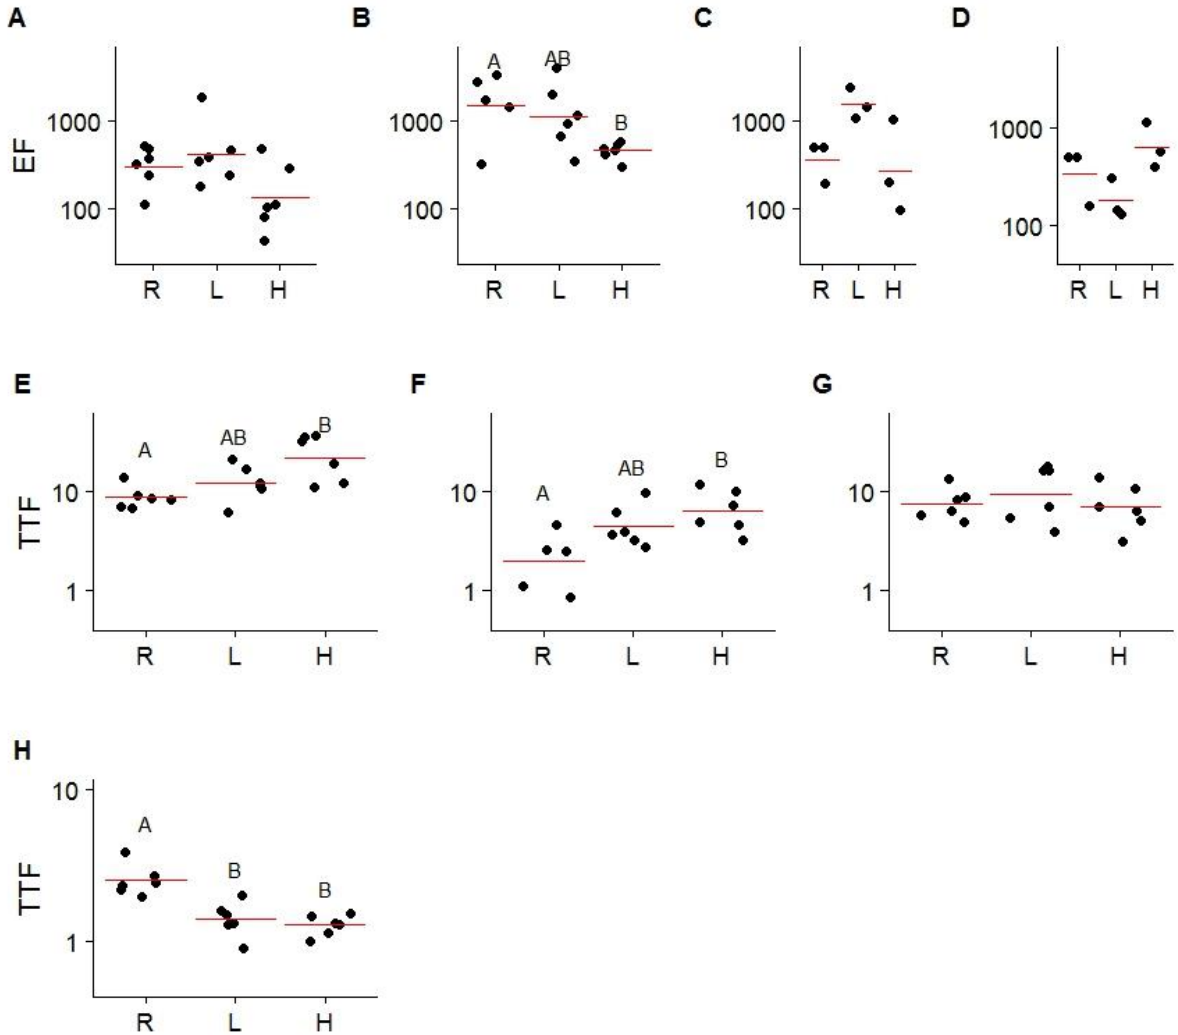 A B C D
A AB
B
EF 1000 1000 1000 1000
100 100 100 100
R L H R L H R L H R L H
E F G
A AB B
A AB B
TTF 10 10 10
1 1 1
R L H R L H R L H
H
10
A
B B
TTF
1
R L H